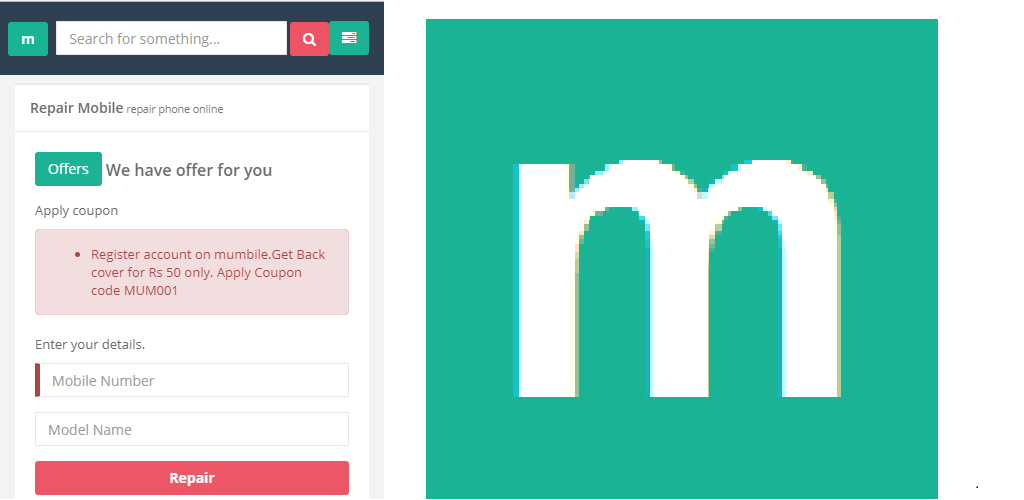 m Search for something...
Repair Mobile repair phone online
Offers We have offer for you
Apply coupon
Register account on mumbile.Get Back
cover for Rs 50 only. Apply Coupon
code MUM001
Enter your details.
Mobile Number
Model Name
Repair
m
.